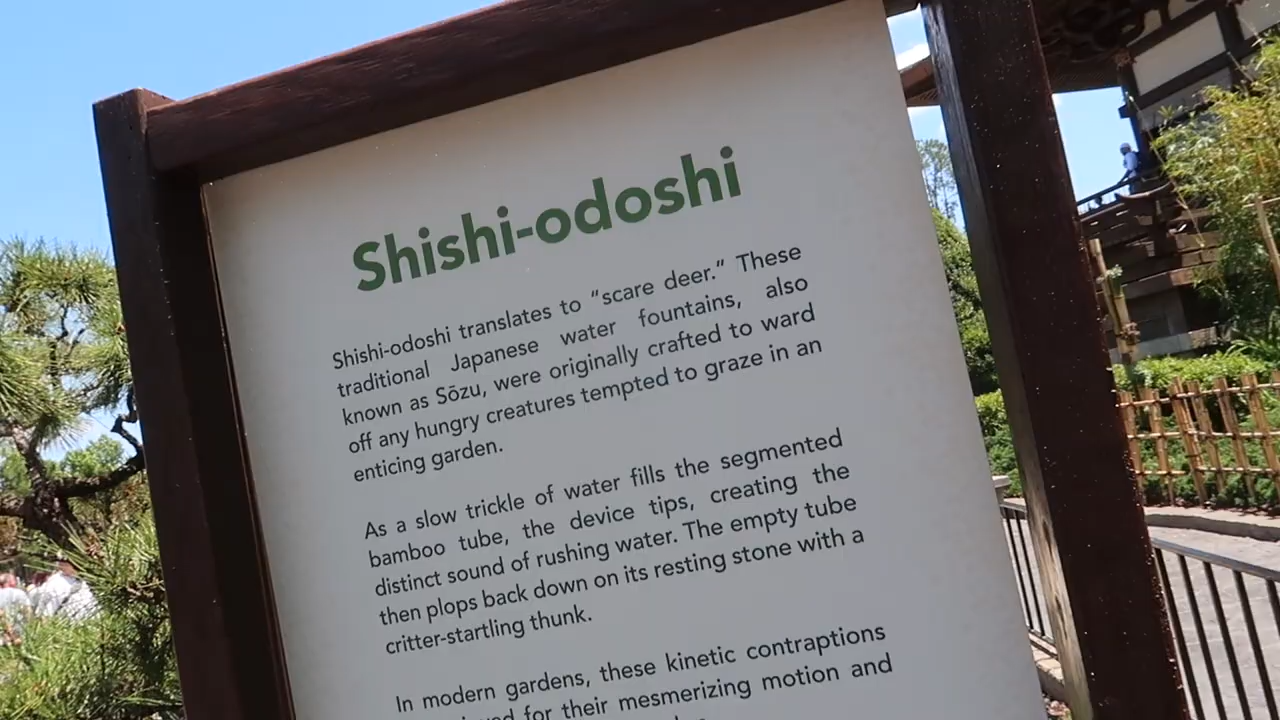 Shishi-odoshi
Shishi-odoshi translates to “scare deer.” These
traditional Japanese water fountains, also
known as Sōzu, were originally crafted to ward
off any hungry creatures tempted to graze in an
enticing garden.
As a slow trickle of water fills the segmented
bamboo tube, the device tips, creating the
distinct sound of rushing water. The empty tube
then plops back down on its resting stone with a
critter-startling thunk.
In modern gardens, these kinetic contraptions
for their mesmerizing motion and